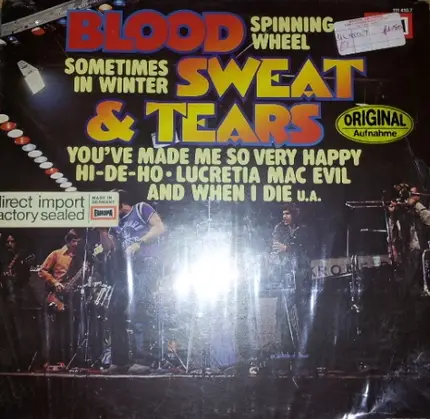 BLOOD
SPINNING
WHEEL
SOMETIMES
IN WINTER
SWEAT
& TEARS
ORIGINAL
Aufnahme
YOU'VE MADE ME SO VERY HAPPY
HI-DE-HO · LUCRETIA MAC EVIL
AND WHEN I DIE U.A.
direct import
factory sealed
MADE IN
GERMANY
EUROPA